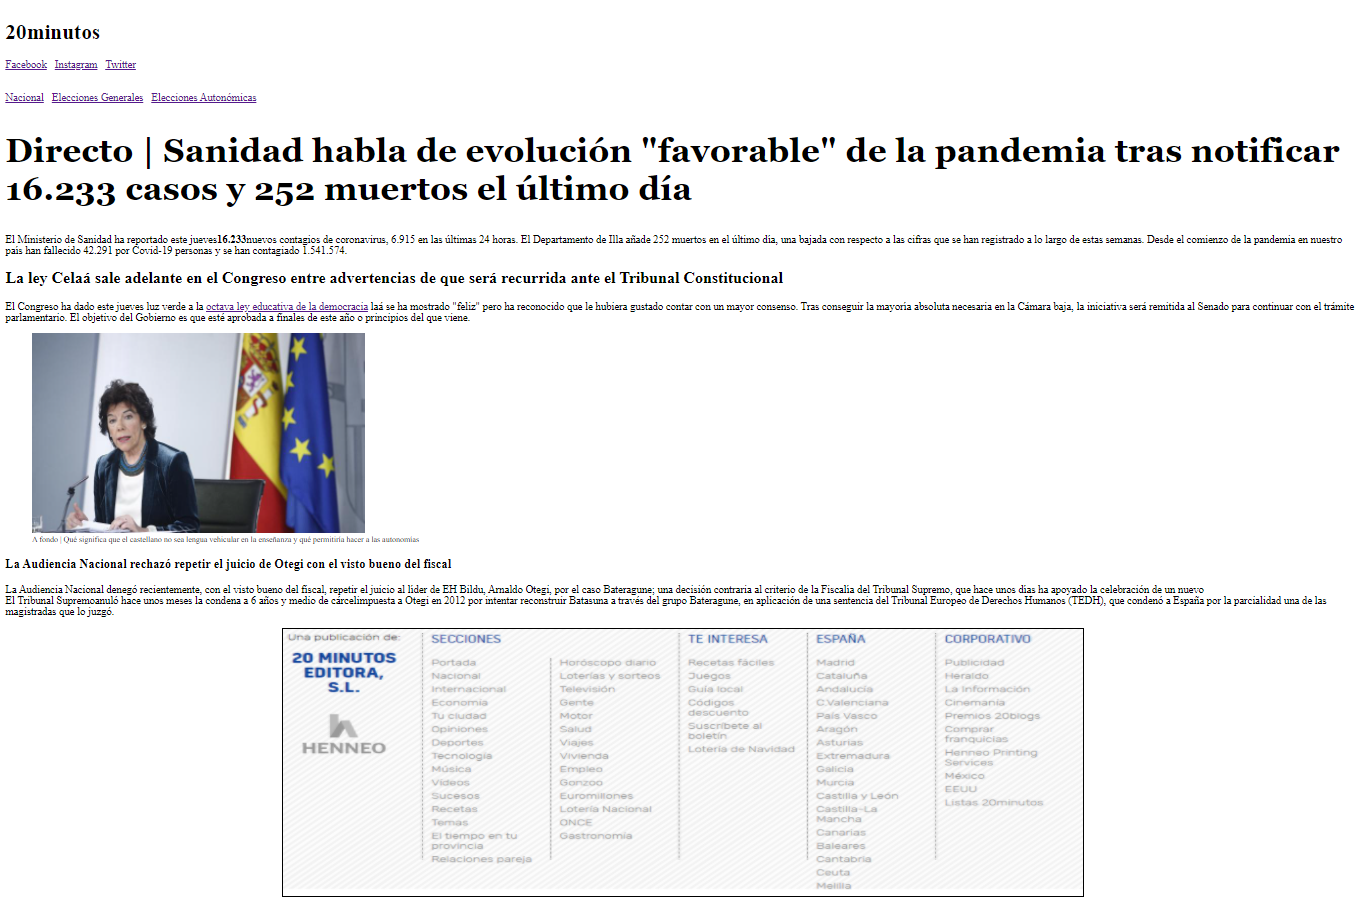 20minutos
Facebook Instagram Twitter
Nacional Elecciones Generales Elecciones Autonómicas
Directo | Sanidad habla de evolución "favorable" de la pandemia tras notificar
16.233 casos y 252 muertos el último día
El Ministerio de Sanidad ha reportado este jueves16.233nuevos contagios de coronavirus, 6.915 en las últimas 24 horas. El Departamento de Illa añade 252 muertos en el último día, una bajada con respecto a las cifras que se han registrado a lo largo de estas semanas. Desde el comienzo de la pandemia en nuestro
país han fallecido 42.291 por Covid-19 personas y se han contagiado 1.541.574.
La ley Celaá sale adelante en el Congreso entre advertencias de que será recurrida ante el Tribunal Constitucional
El Congreso ha dado este jueves luz verde a la octava ley educativa de la democracia laá se ha mostrado "feliz" pero ha reconocido que le hubiera gustado contar con un mayor consenso. Tras conseguir la mayoría absoluta necesaria en la Cámara baja, la iniciativa será remitida al Senado para continuar con el trámite
parlamentario. El objetivo del Gobierno es que esté aprobada a finales de este año o principios del que viene.
A fondo | Qué significa que el castellano no sea lengua vehicular en la enseñanza y qué permitiría hacer a las autonomías
La Audiencia Nacional rechazó repetir el juicio de Otegi con el visto bueno del fiscal
La Audiencia Nacional denegó recientemente, con el visto bueno del fiscal, repetir el juicio al líder de EH Bildu, Arnaldo Otegi, por el caso Bateragune; una decisión contraria al criterio de la Fiscalía del Tribunal Supremo, que hace unos días ha apoyado la celebración de un nuevo
El Tribunal Supremoanuló hace unos meses la condena a 6 años y medio de cárcelimpuesta a Otegi en 2012 por intentar reconstruir Batasuna a través del grupo Bateragune, en aplicación de una sentencia del Tribunal Europeo de Derechos Humanos (TEDH), que condenó a España por la parcialidad una de las
magistradas que lo juzgó.
Una publicación de:
20 MINUTOS
EDITORA,
S.L.
HENNEO
SECCIONES
Portada
Nacional
Internacional
Economía
Tu ciudad
Opiniones
Deportes
Tecnología
Música
Vídeos
Sucesos
Recetas
Temas
El tiempo en tu
provincia
Relaciones pareja
Horóscopo diario
Loterías y sorteos
Televisión
Gente
Motor
Salud
Viajes
Vivienda
Empleo
Gonzoo
Euromillones
Lotería Nacional
ONCE
Gastronomía
TE INTERESA
Recetas fáciles
Juegos
Guía local
Códigos
descuento
Suscríbete al
boletín
Lotería de Navidad
ESPAÑA
Madrid
Cataluña
Andalucía
C.Valenciana
País Vasco
Aragón
Asturias
Extremadura
Galicia
Murcia
Castilla y León
Castilla-La
Mancha
Canarias
Baleares
Cantabria
Ceuta
Melilla
CORPORATIVO
Publicidad
Heraldo
La Información
Cinemanía
Premios 20blogs
Comprar
franquicias
Henneo Printing
Services
México
EEUU
Listas 20minutos